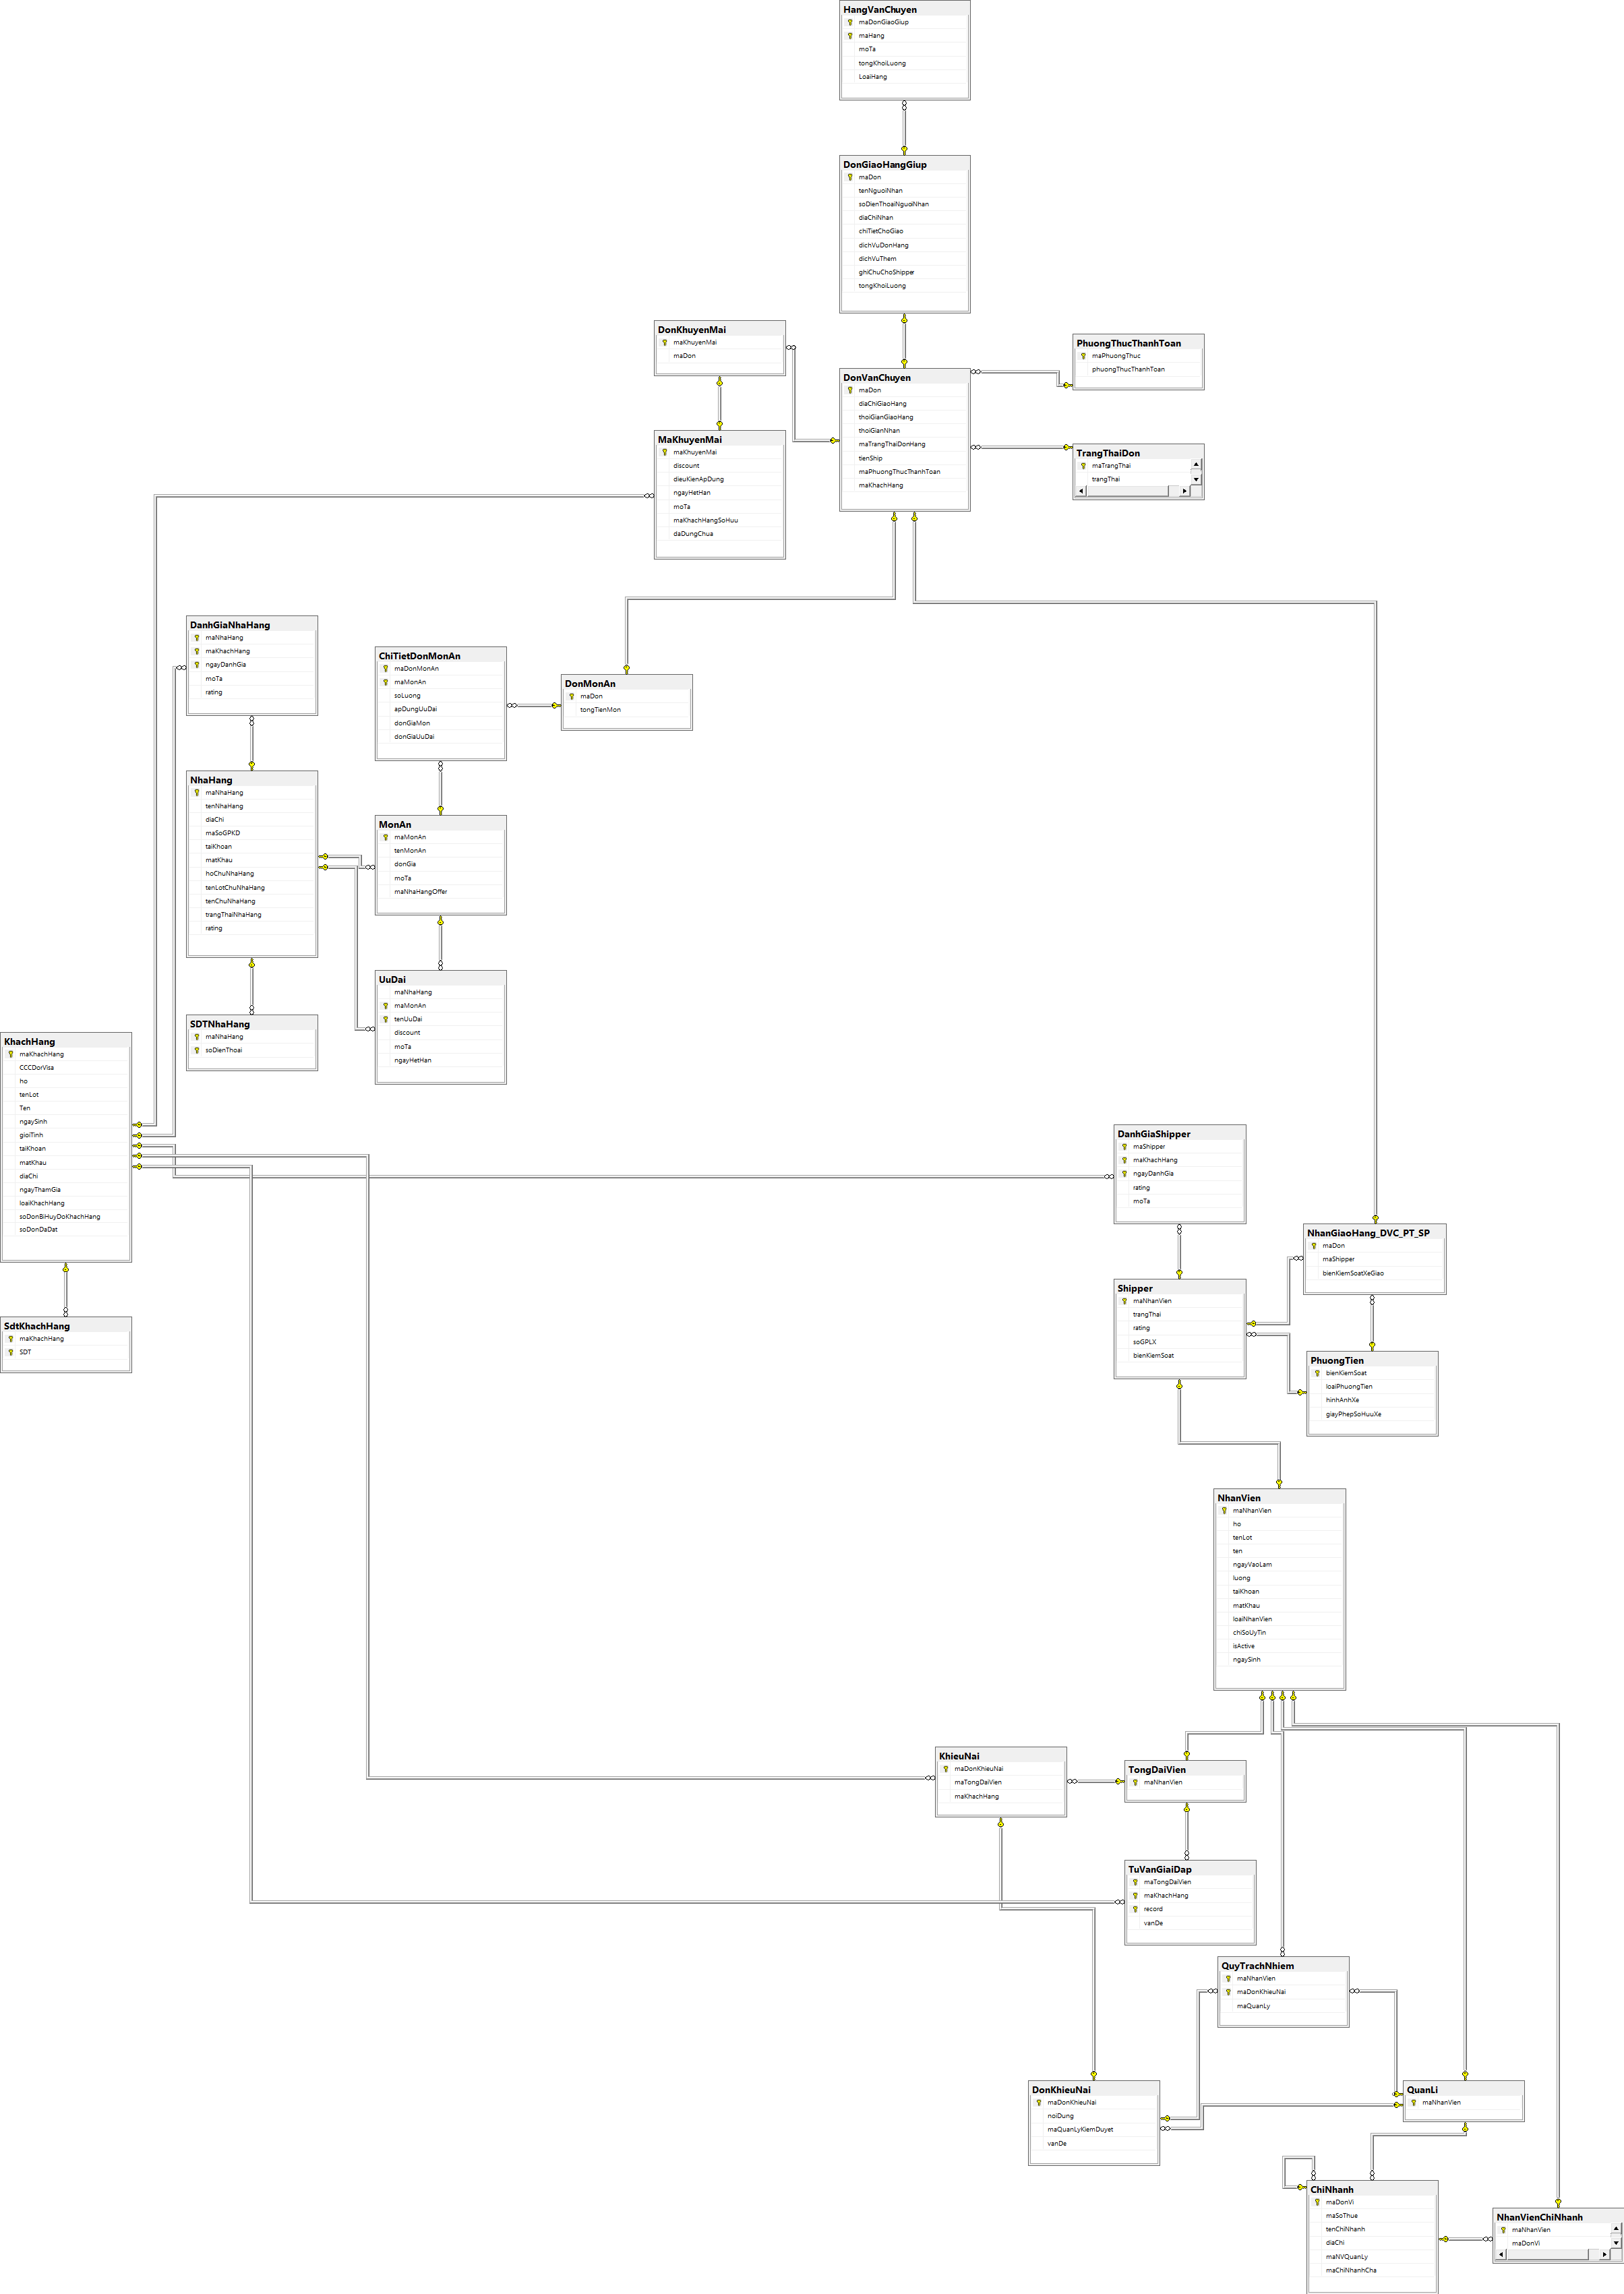 HangVanChuyen
maDonGiaoGiup
maHang
moTa
tongKhoiLuong
LoaiHang
DonGiaoHangGiup
maDon
tenNguoiNhan
soDienThoaiNguoiNhan
diaChiNhan
chiTietChoGiao
dichVuDonHang
dichVuThem
ghiChuChoShipper
tongKhoiLuong
DonKhuyenMai
maKhuyenMai
maDon
PhuongThucThanhToan
maPhuongThuc
phuongThucThanhToan
DonVanChuyen
maDon
diaChiGiaoHang
thoiGianGiaoHang
thoiGianNhan
maTrangThaiDonHang
tienShip
maPhuongThucThanhToan
maKhachHang
MaKhuyenMai
maKhuyenMai
discount
dieuKienApDung
ngayHetHan
moTa
maKhachHangSoHuu
daDungChua
TrangThaiDon
maTrangThai
trangThai
DanhGiaNhaHang
maNhaHang
maKhachHang
ngayDanhGia
moTa
rating
ChiTietDonMonAn
maDonMonAn
maMonAn
soLuong
apDungUuDai
donGiaMon
donGiaUuDai
DonMonAn
maDon
tongTienMon
NhaHang
maNhaHang
tenNhaHang
diaChi
maSoGPKD
taiKhoan
matKhau
hoChuNhaHang
tenLotChuNhaHang
tenChuNhaHang
trangThaiNhaHang
rating
MonAn
maMonAn
tenMonAn
donGia
moTa
maNhaHangOffer
UuDai
maNhaHang
maMonAn
tenUuDai
discount
moTa
ngayHetHan
SDTNhaHang
maNhaHang
soDienThoai
KhachHang
maKhachHang
CCCDorVisa
ho
tenLot
Ten
ngaySinh
gioiTinh
taiKhoan
matKhau
diaChi
ngayThamGia
loaiKhachHang
soDonBiHuyDoKhachHang
soDonDaDat
SdtKhachHang
maKhachHang
SDT
DanhGiaShipper
maShipper
maKhachHang
ngayDanhGia
rating
moTa
NhanGiaoHang_DVC_PT_SP
maDon
maShipper
bienKiemSoatXeGiao
Shipper
maNhanVien
trangThai
rating
soGPLX
bienKiemSoat
PhuongTien
bienKiemSoat
loaiPhuongTien
hinhAnhXe
giayPhepSoHuuXe
NhanVien
maNhanVien
ho
tenLot
ten
ngayVaoLam
luong
taiKhoan
matKhau
loaiNhanVien
chiSoUyTin
isActive
ngaySinh
KhieuNai
maDonKhieuNai
maTongDaiVien
maKhachHang
TongDaiVien
maNhanVien
TuVanGiaiDap
maTongDaiVien
maKhachHang
record
vanDe
QuyTrachNhiem
maNhanVien
maDonKhieuNai
maQuanLy
DonKhieuNai
maDonKhieuNai
noiDung
maQuanLyKiemDuyet
vanDe
QuanLi
maNhanVien
ChiNhanh
maDonVi
maSoThue
tenChiNhanh
diaChi
maNVQuanLy
maChiNhanhCha
NhanVienChiNhanh
maNhanVien
maDonVi